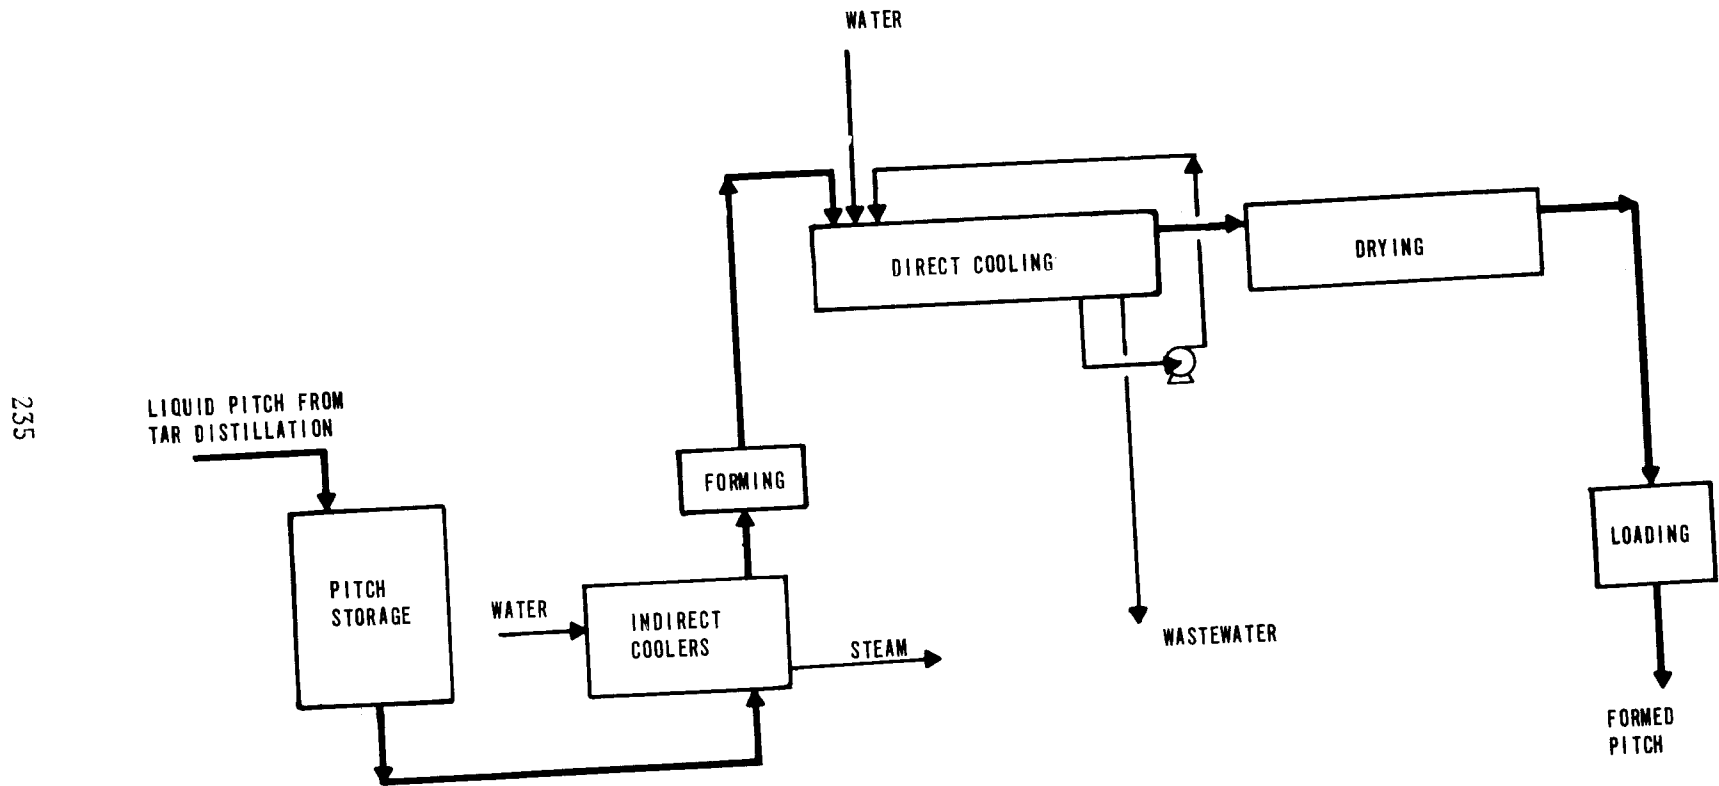 WATER
DIRECT COOLING
DRYING
235
LIQUID PITCH FROM
TAR DISTILLATION
FORMING
LOADING
PITCH
STORAGE
WATER
INDIRECT
COOLERS
STEAM
WASTEWATER
FORMED
PITCH